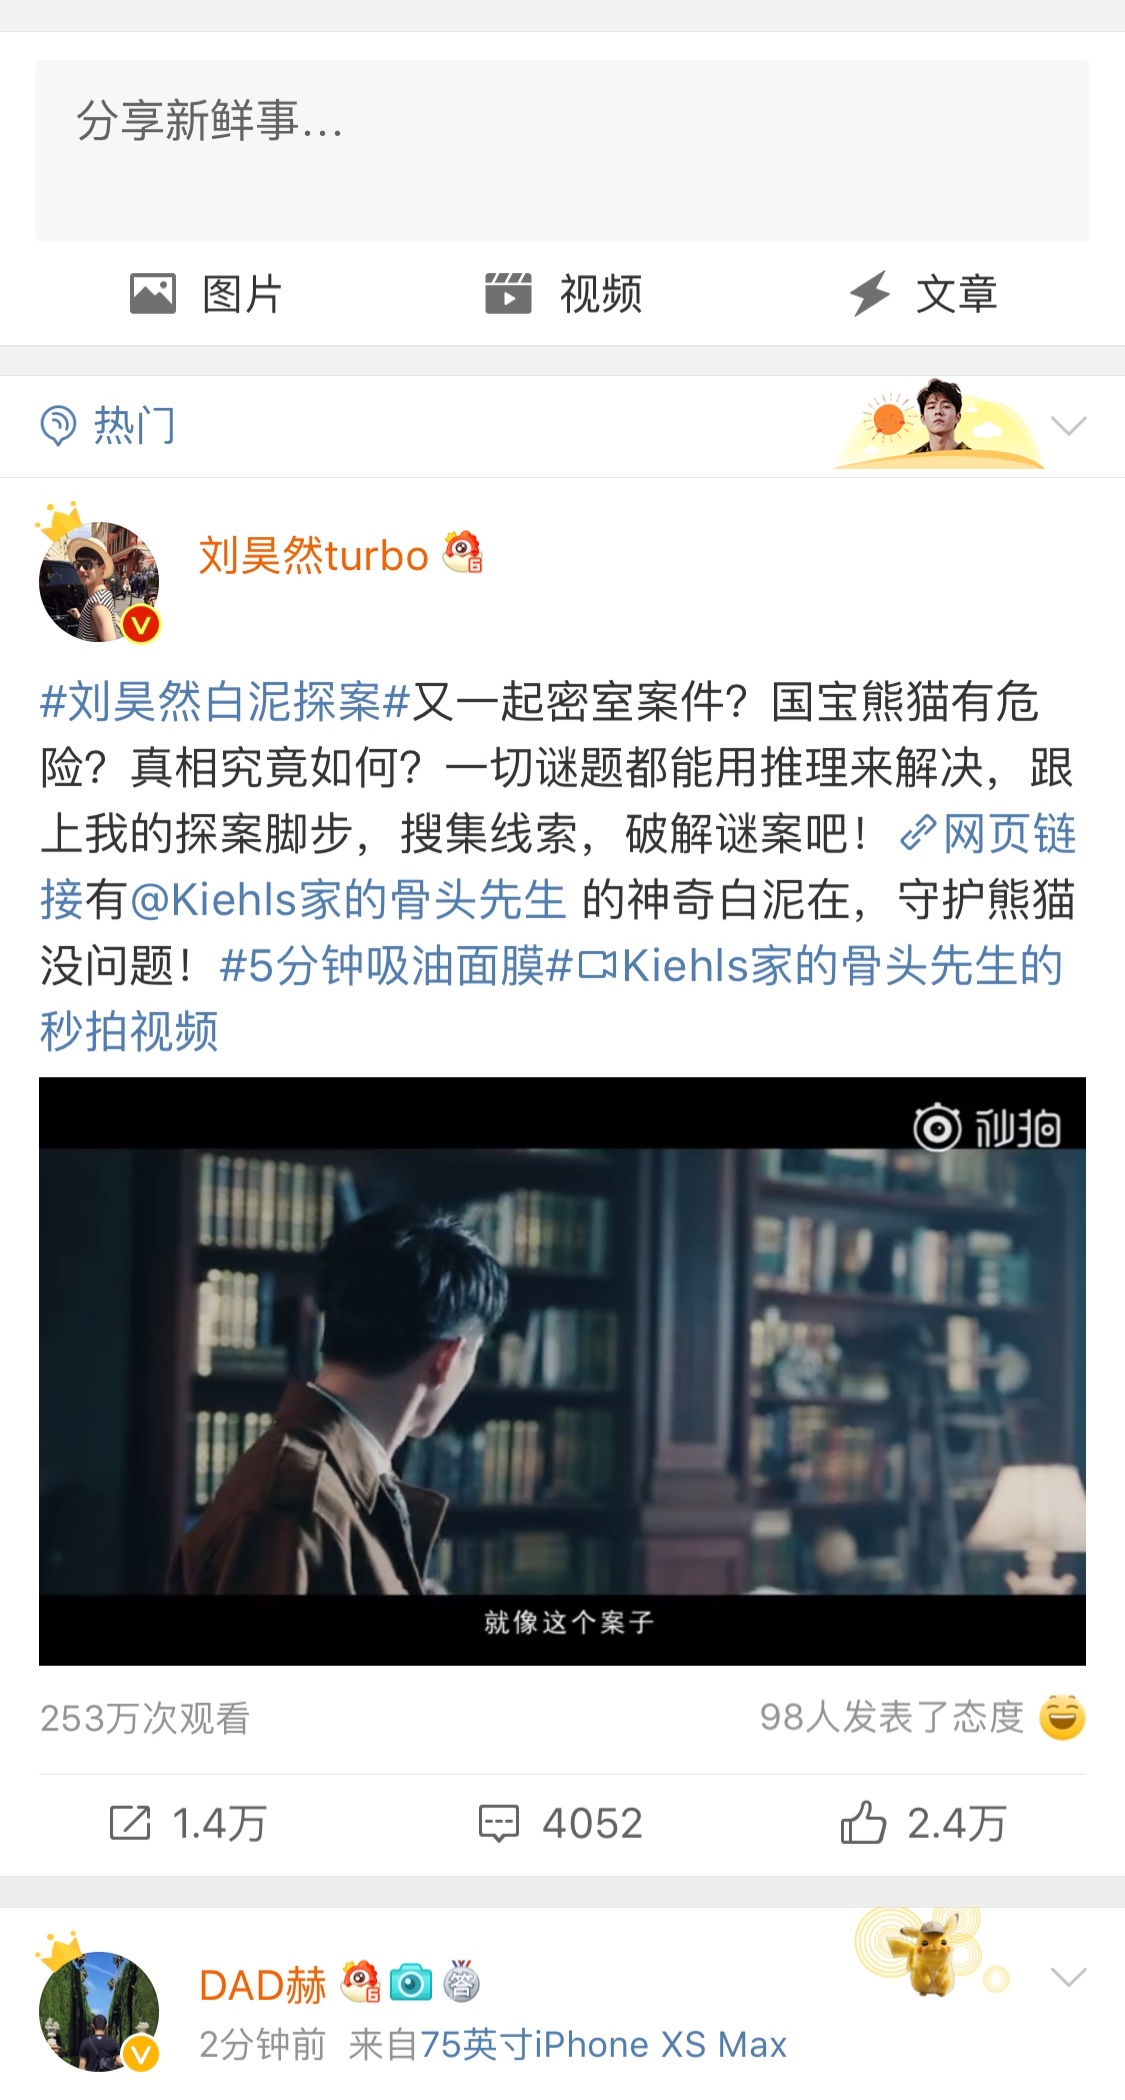 分享新鲜事...
图片
视频
文章
热门
刘昊然turbo
6
V
#刘昊然白泥探案#又一起密室案件？国宝熊猫有危
险？真相究竟如何？一切谜题都能用推理来解决，跟
上我的探案脚步，搜集线索，破解谜案吧！网页链
接有@Kiehls家的骨头先生 的神奇白泥在，守护熊猫
没问题！#5分钟吸油面膜#Kiehls家的骨头先生的
秒拍视频
秒拍
就像这个案子
253万次观看
98人发表了态度
1.4万
4052
2.4万
DAD赫
6
答
V
2分钟前 来自75英寸iPhone XS Max